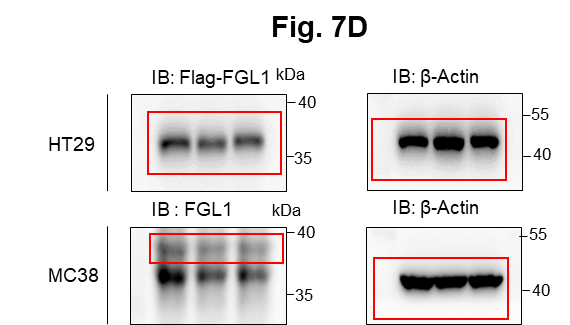 Fig. 7D
IB: Flag-FGL1 kDa
IB: β-Actin
40
55
HT29
35
40
IB : FGL1 kDa
IB: β-Actin
40
55
MC38
35
40